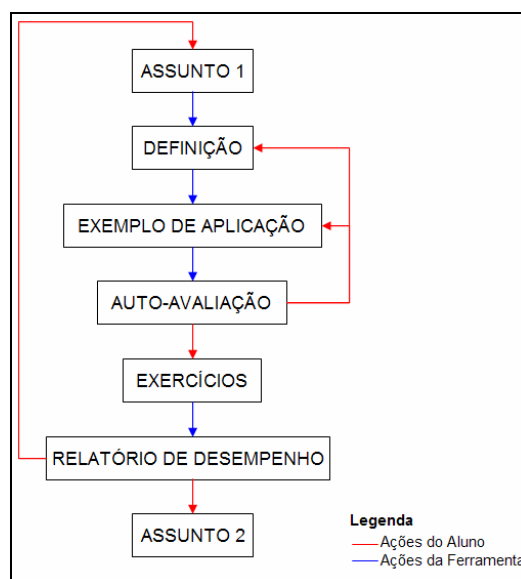 ASSUNTO 1
DEFINIÇÃO
EXEMPLO DE APLICAÇÃO
AUTO-AVALIAÇÃO
EXERCÍCIOS
RELATÓRIO DE DESEMPENHO
ASSUNTO 2
Legenda
Ações do Aluno
Ações da Ferramenta